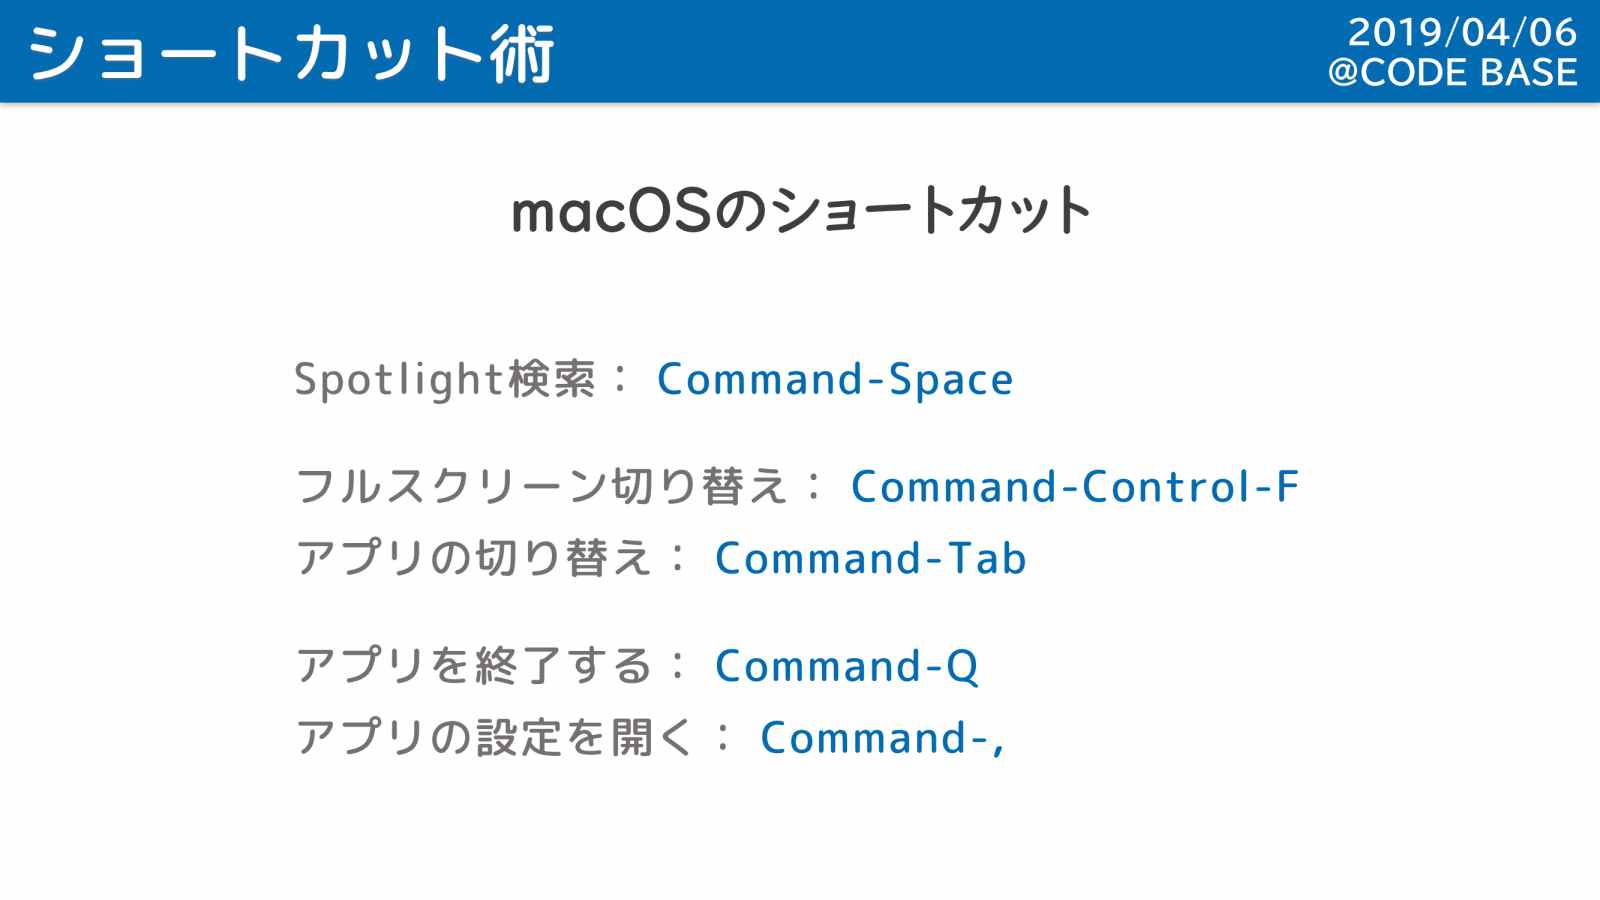 ショートカット術
2019/04/06
@CODE BASE
macOSのショートカット
Spotlight検索： Command-Space
フルスクリーン切り替え： Command-Control-F
アプリの切り替え： Command-Tab
アプリを終了する： Command-Q
アプリの設定を開く： Command-,